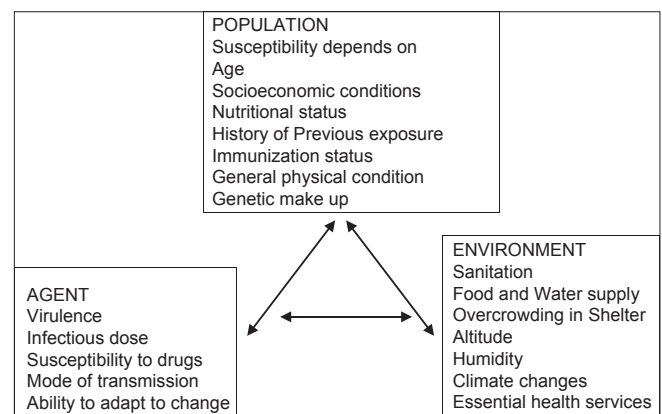 POPULATION
Susceptibility depends on
Age
Socioeconomic conditions
Nutritional status
History of Previous exposure
Immunization status
General physical condition
Genetic make up
AGENT
Virulence
Infectious dose
Susceptibility to drugs
Mode of transmission
Ability to adapt to change
ENVIRONMENT
Sanitation
Food and Water supply
Overcrowding in Shelter
Altitude
Humidity
Climate changes
Essential health services